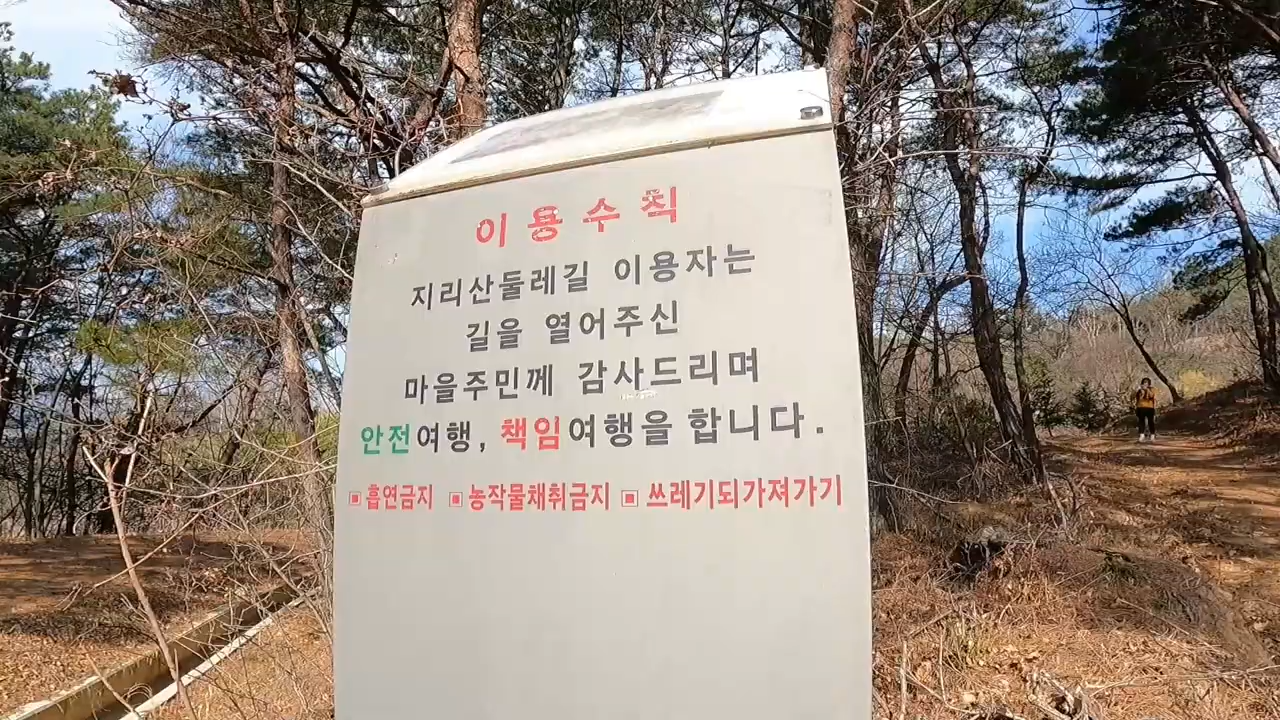 이용수칙
지리산둘레길 이용자는
길을 열어주신
마을주민께 감사드리며
안전여행, 책임여행을 합니다.
▣ 흡연금지 ▣ 농작물채취금지 ▣ 쓰레기되가져가기